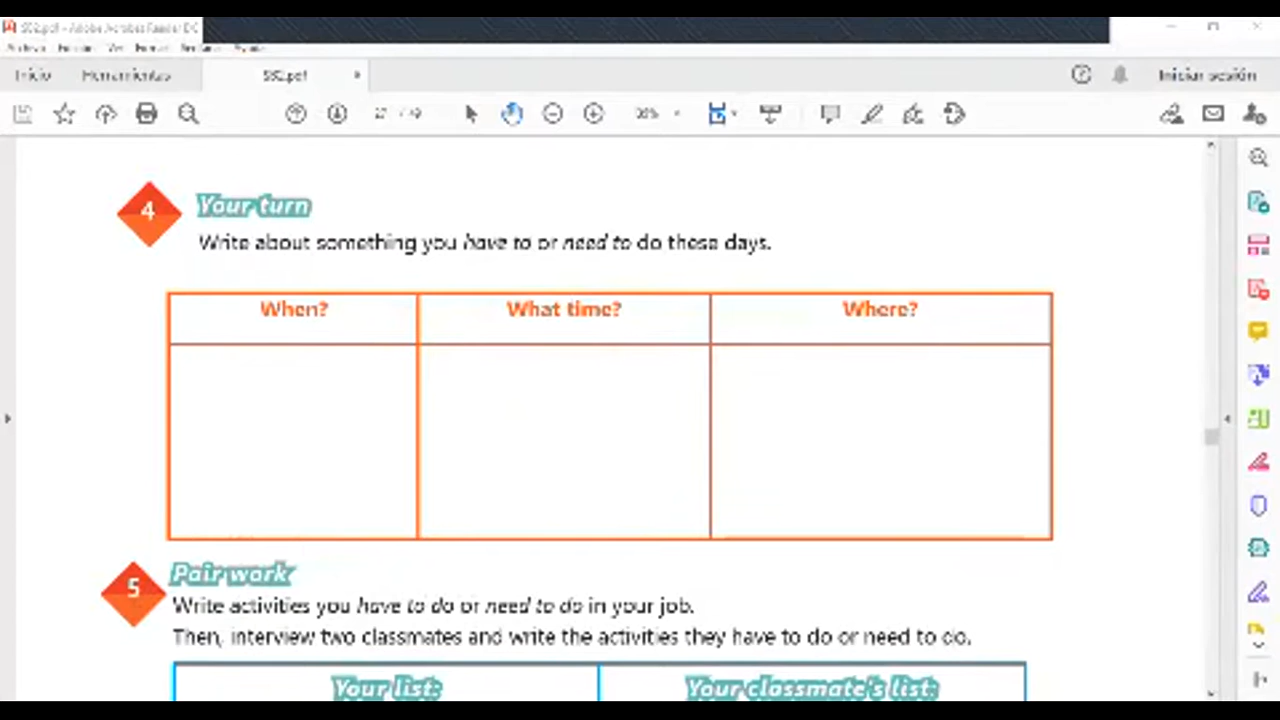 Inicio Herramientas SB2.pdf Iniciar sesión
4 Your turn
Write about something you have to or need to do these days.
When? What time? Where?
5 Pair work
Write activities you have to do or need to do in your job.
Then, interview two classmates and write the activities they have to do or need to do.
Your list: Your classmate's list: